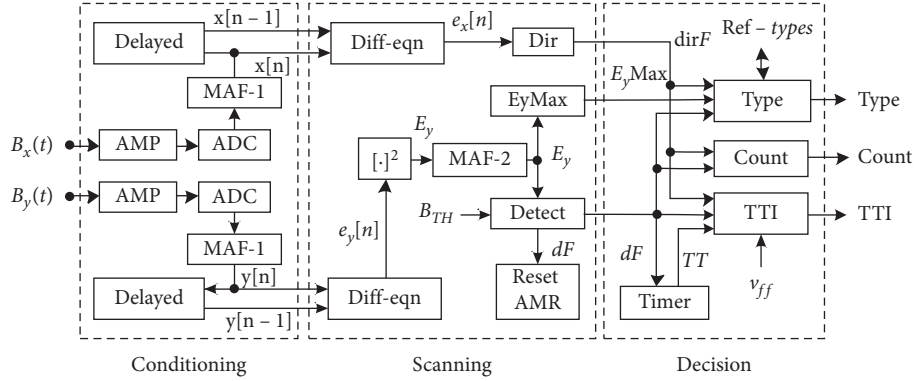 x[n – 1]
Delayed
x[n]
MAF-1
B_x(t)
AMP
ADC
B_y(t)
AMP
ADC
MAF-1
y[n]
Delayed
y[n – 1]
Conditioning
Diff-eqn
e_x[n]
Dir
EyMax
E_y
[·]²
MAF-2
E_y
B_TH
Detect
e_y[n]
dF
Reset
AMR
Diff-eqn
Scanning
dirF
Ref – types
E_yMax
Type
Type
Count
Count
TTI
TTI
dF
TT
v_ff
Timer
Decision